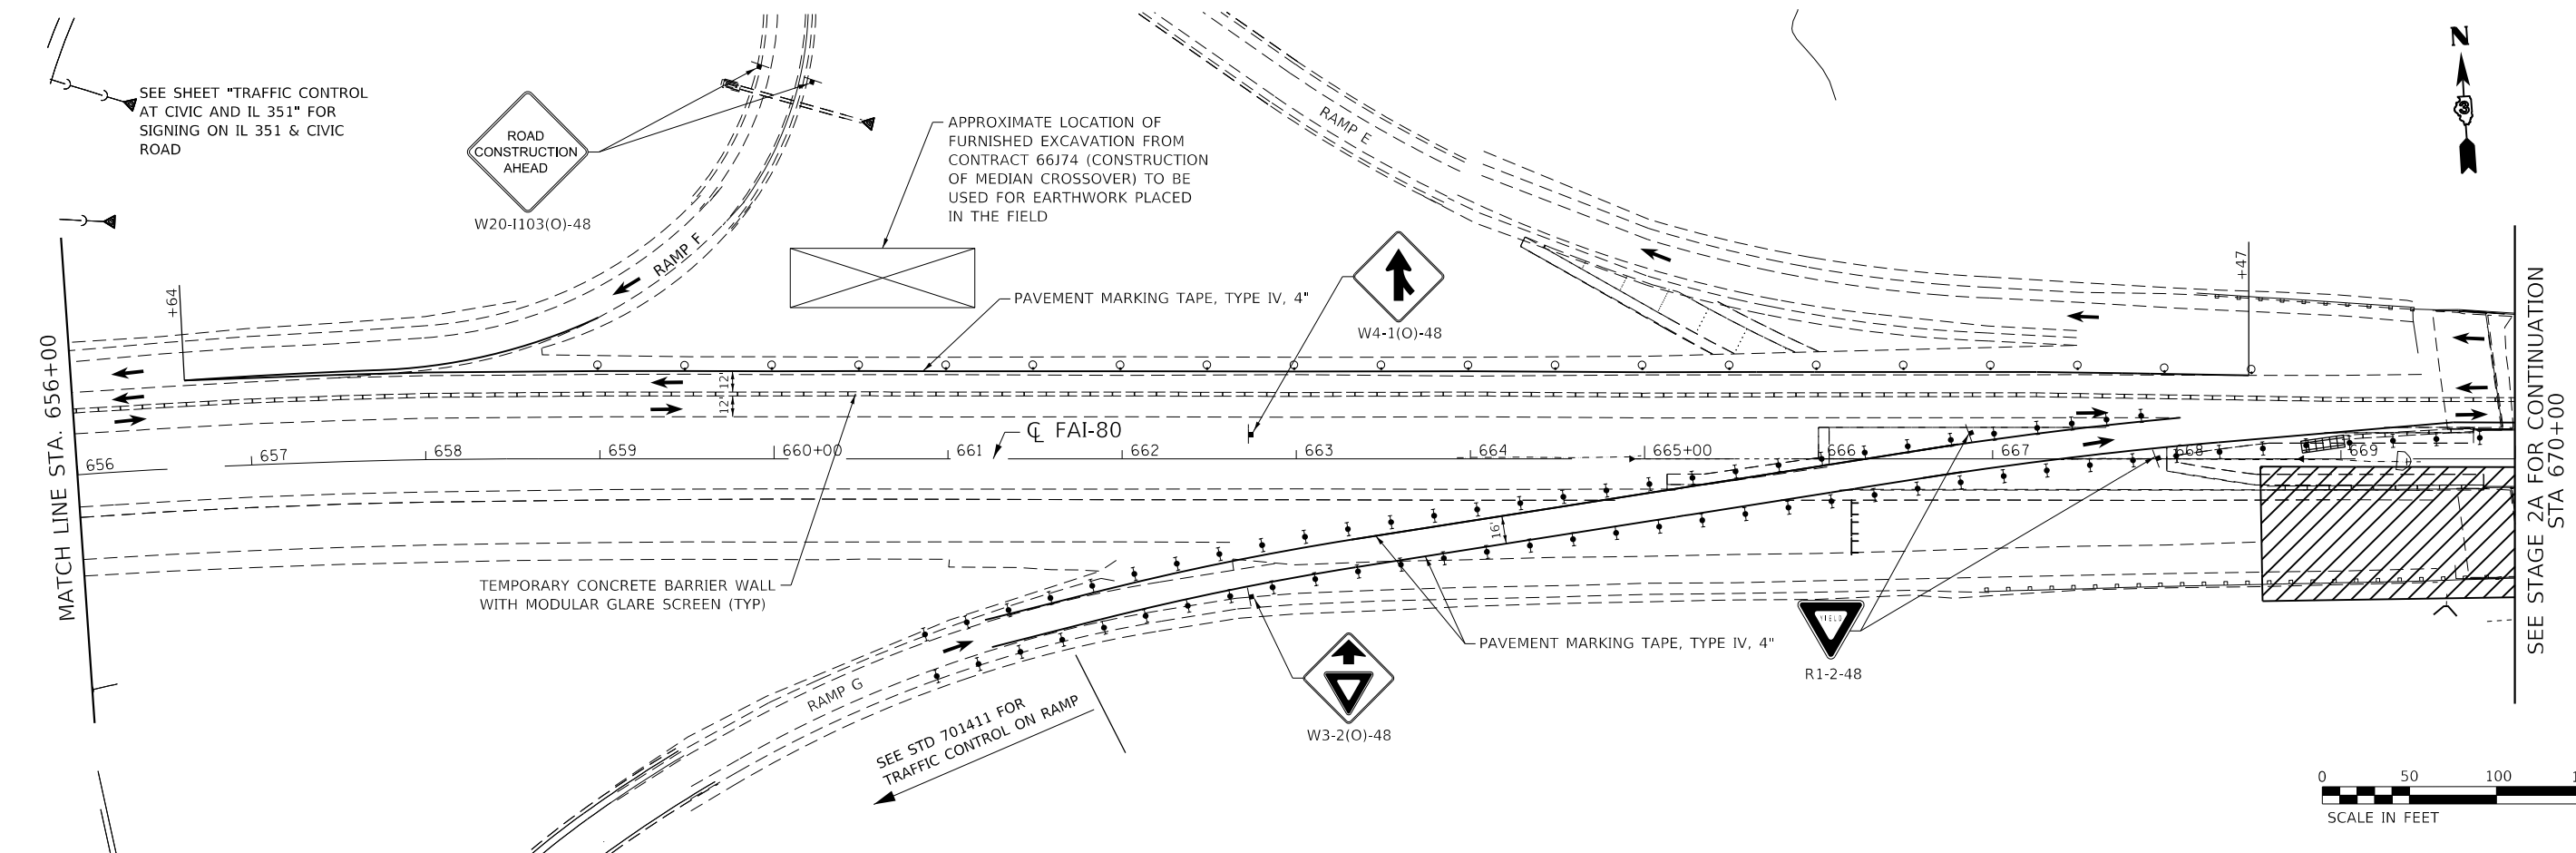 SEE SHEET "TRAFFIC CONTROL
AT CIVIC AND IL 351" FOR
SIGNING ON IL 351 & CIVIC
ROAD
ROAD
CONSTRUCTION
AHEAD
W20-I103(O)-48
APPROXIMATE LOCATION OF
FURNISHED EXCAVATION FROM
CONTRACT 66J74 (CONSTRUCTION
OF MEDIAN CROSSOVER) TO BE
USED FOR EARTHWORK PLACED
IN THE FIELD
RAMP E
N
3
RAMP F
+64
+47
PAVEMENT MARKING TAPE, TYPE IV, 4"
W4-1(O)-48
MATCH LINE STA. 656+00
12'
12'
℄ FAI-80
656
657
658
659
660+00
661
662
663
664
665+00
666
667
668
669
16'
SEE STAGE 2A FOR CONTINUATION
STA 670+00
TEMPORARY CONCRETE BARRIER WALL
WITH MODULAR GLARE SCREEN (TYP)
PAVEMENT MARKING TAPE, TYPE IV, 4"
YIELD
R1-2-48
RAMP G
W3-2(O)-48
SEE STD 701411 FOR
TRAFFIC CONTROL ON RAMP
0 50 100
SCALE IN FEET